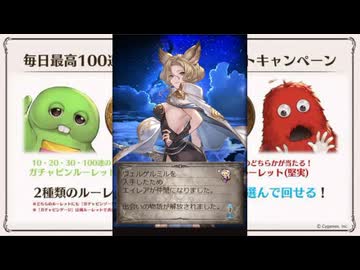 毎日最高100連
ットキャンペーン
10・20・30・100連の
ガチャピンルーレット
のどちらかが当たる！
ルーレット(堅実)
2種類のルーレ
選んで回せる！
ヴェルゲルミルを
入手したため
エイレアが仲間になりました。
出会いの物語が解放されました。
© Cygames, Inc.